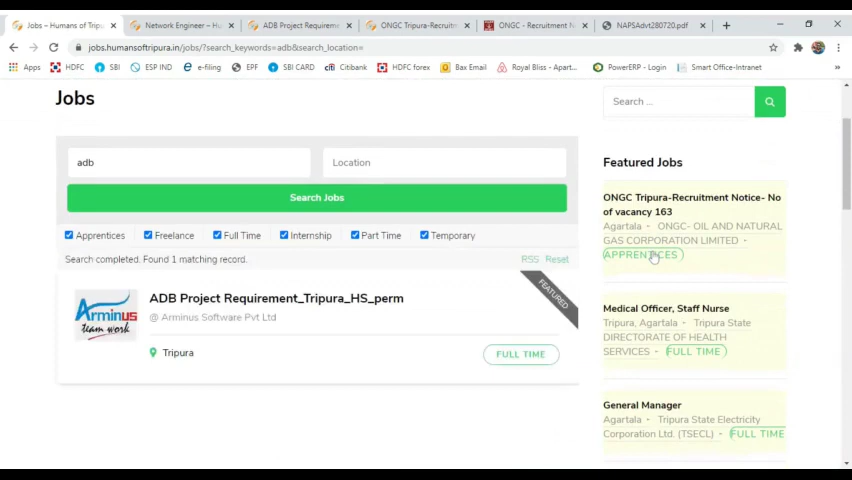 Jobs – Humans of Tripu
Network Engineer – Hu
ADB Project Requirem
ONGC Tripura-Recruitm
ONGC - Recruitment N
NAPSAdvt280720.pdf
jobs.humansoftripura.in/jobs/?search_keywords=adb&search_location=
Apps
HDFC
SBI
ESP IND
e-filing
EPF
SBI CARD
Citibank
HDFC forex
Bax Email
Royal Bliss - Apart...
PowerERP - Login
Smart Office-Intranet
Jobs
adb
Location
Search Jobs
Apprentices
Freelance
Full Time
Internship
Part Time
Temporary
Search completed. Found 1 matching record.
RSS
Reset
FEATURED
Arminus
team work
ADB Project Requirement_Tripura_HS_perm
@ Arminus Software Pvt Ltd
Tripura
FULL TIME
Search ...
Featured Jobs
ONGC Tripura-Recruitment Notice- No
of vacancy 163
Agartala - ONGC- OIL AND NATURAL
GAS CORPORATION LIMITED -
APPRENTICES
Medical Officer, Staff Nurse
Tripura, Agartala - Tripura State
DIRECTORATE OF HEALTH
SERVICES - FULL TIME
General Manager
Agartala - Tripura State Electricity
Corporation Ltd. (TSECL) - FULL TIME